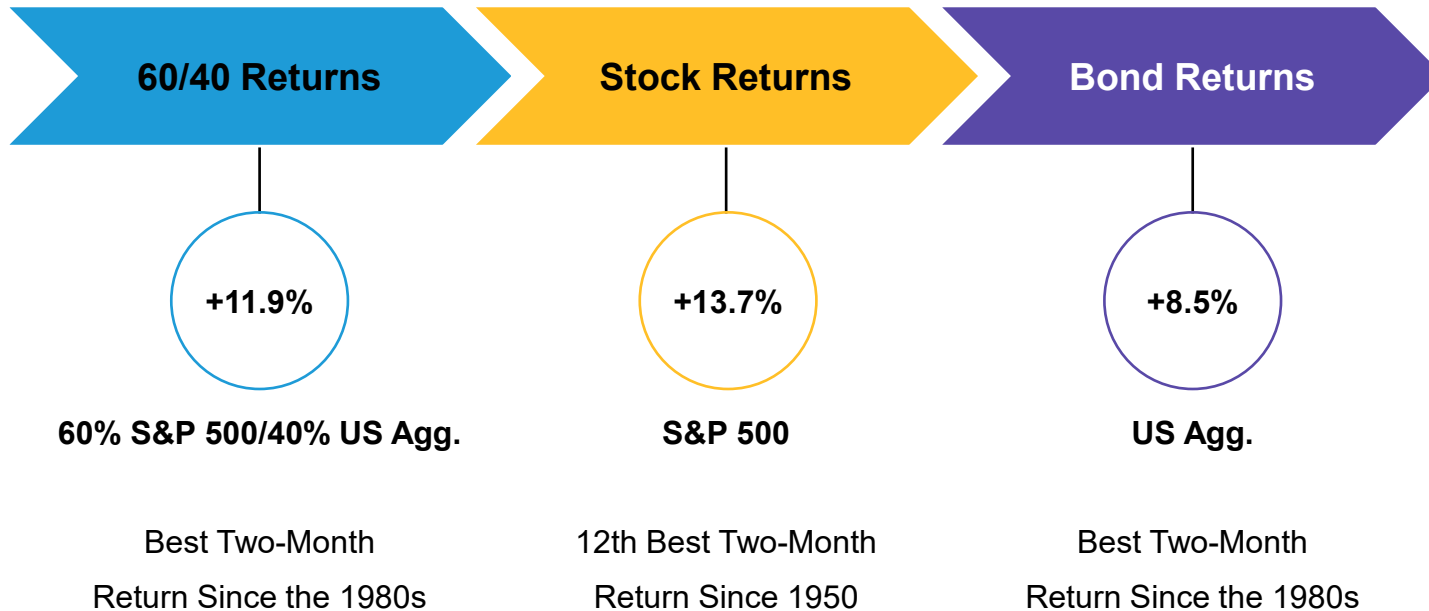 60/40 Returns
Stock Returns
Bond Returns
+11.9%
+13.7%
+8.5%
60% S&P 500/40% US Agg.
S&P 500
US Agg.
Best Two-Month
Return Since the 1980s
12th Best Two-Month
Return Since 1950
Best Two-Month
Return Since the 1980s